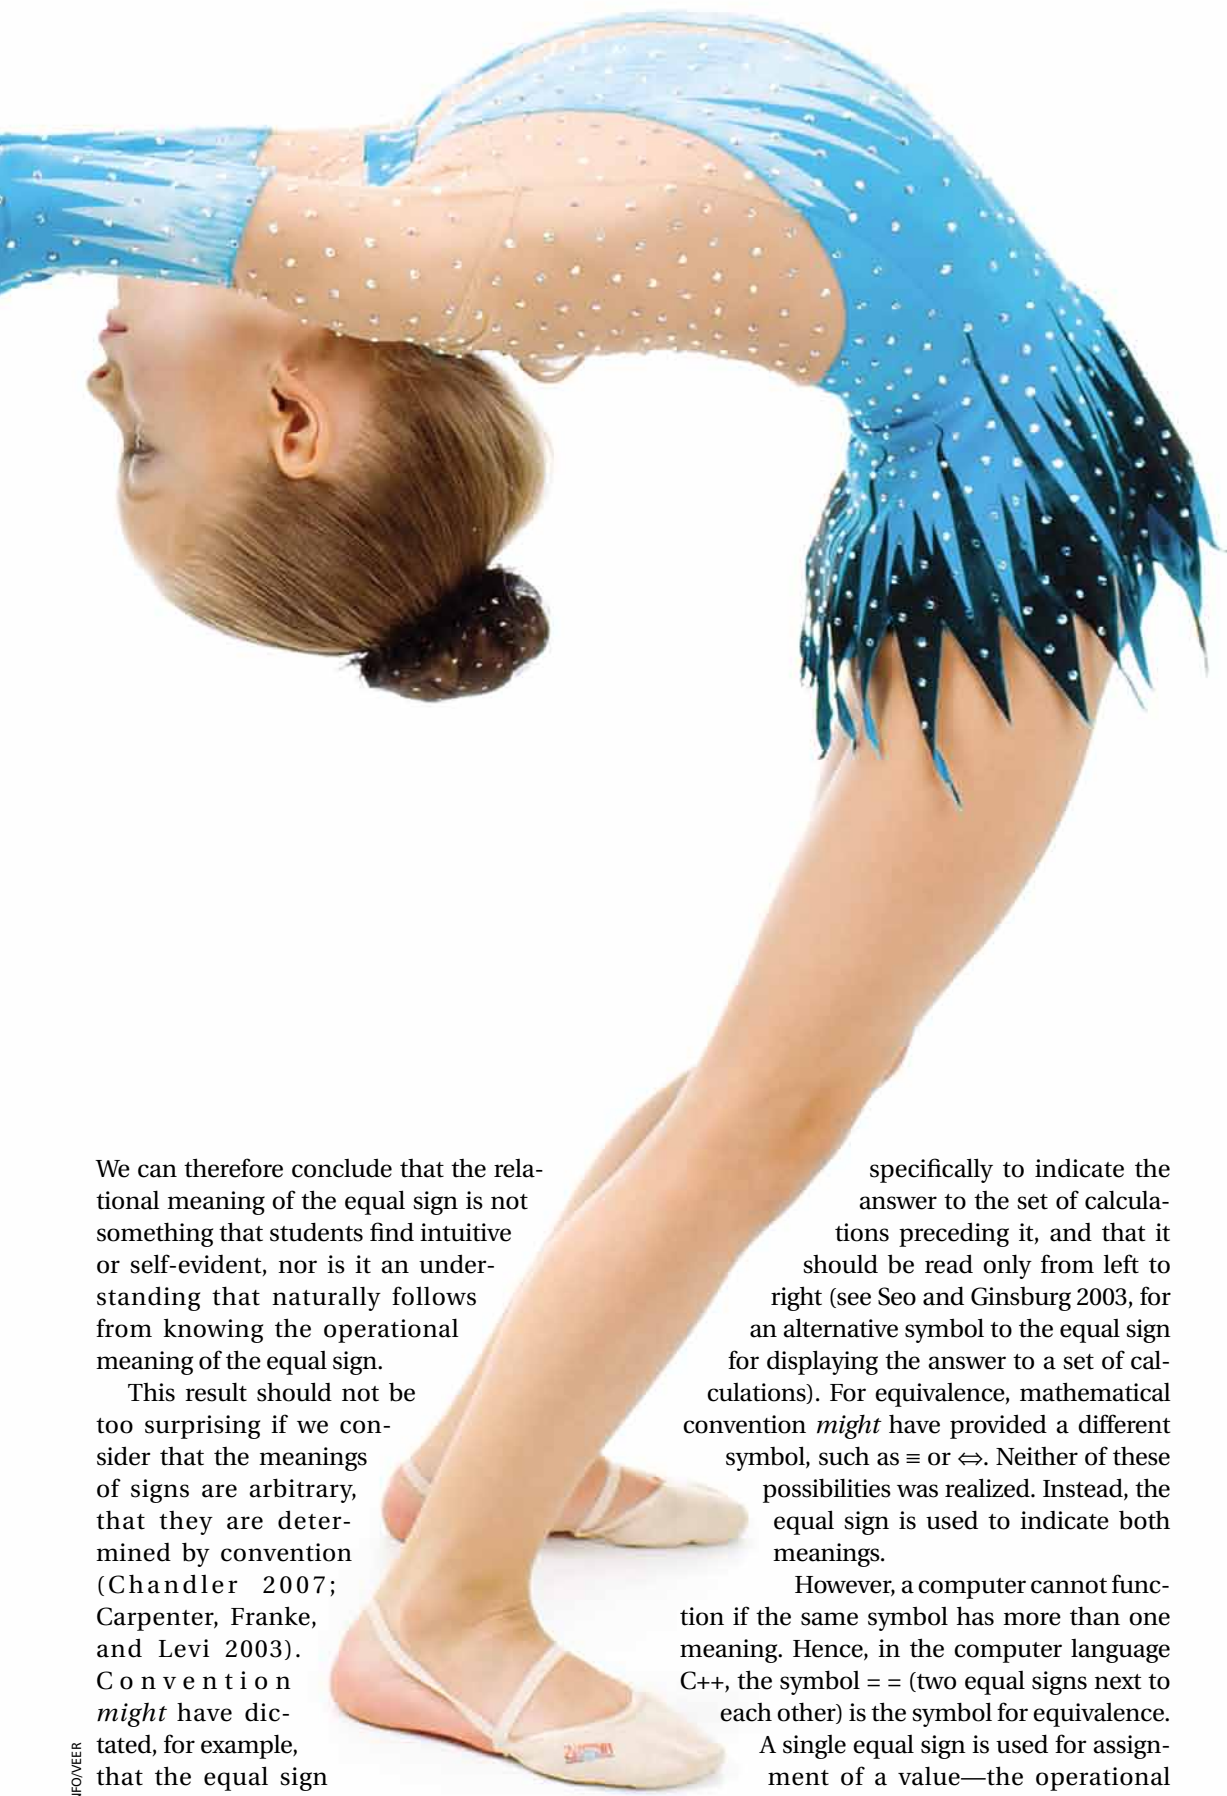 We can therefore conclude that the rela-
tional meaning of the equal sign is not
something that students find intuitive
or self-evident, nor is it an under-
standing that naturally follows
from knowing the operational
meaning of the equal sign.
This result should not be
too surprising if we con-
sider that the meanings
of signs are arbitrary,
that they are deter-
mined by convention
(Chandler 2007;
Carpenter, Franke,
and Levi 2003).
Convention
might have dic-
tated, for example,
that the equal sign
specifically to indicate the
answer to the set of calcula-
tions preceding it, and that it
should be read only from left to
right (see Seo and Ginsburg 2003, for
an alternative symbol to the equal sign
for displaying the answer to a set of cal-
culations). For equivalence, mathematical
convention might have provided a different
symbol, such as ≡ or ⇔. Neither of these
possibilities was realized. Instead, the
equal sign is used to indicate both
meanings.
However, a computer cannot func-
tion if the same symbol has more than one
meaning. Hence, in the computer language
C++, the symbol = = (two equal signs next to
each other) is the symbol for equivalence.
A single equal sign is used for assign-
ment of a value—the operational